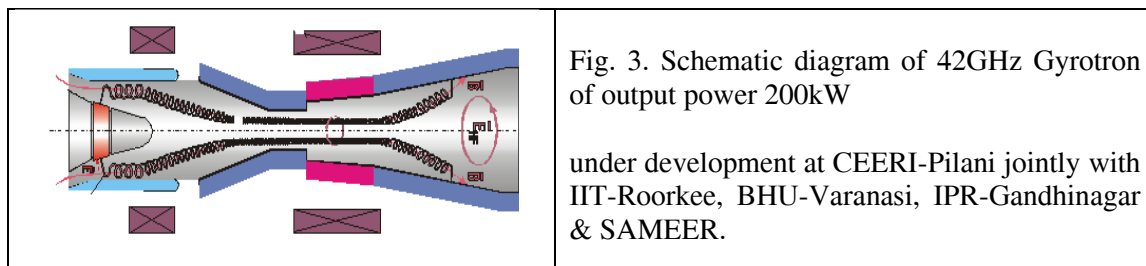 Fig. 3. Schematic diagram of 42GHz Gyrotron
of output power 200kW
under development at CEERI-Pilani jointly with
IIT-Roorkee, BHU-Varanasi, IPR-Gandhinagar
& SAMEER.